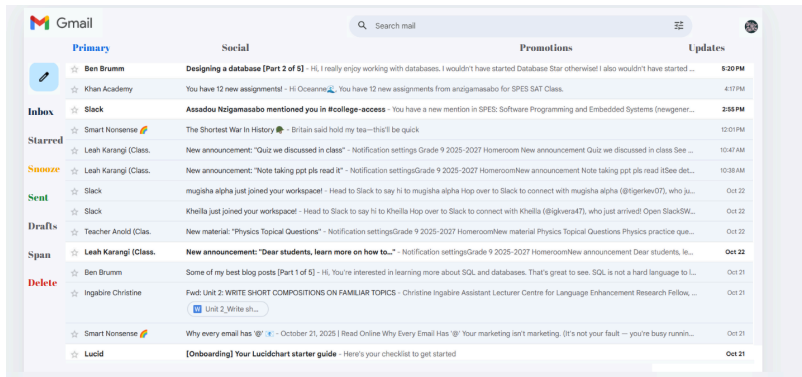 Gmail
Search mail
Primary Social Promotions Updates
Ben Brumm Designing a database [Part 2 of 5] - Hi, I really enjoy working with databases. I wouldn't have started Database Star otherwise! I also wouldn't have started ... 5:20 PM
Khan Academy You have 12 new assignments! - Hi Oceanne🌊, You have 12 new assignments from anzigamasabo for SPES SAT Class. 4:17 PM
Inbox
Slack Assadou Nzigamasabo mentioned you in #college-access - You have a new mention in SPES: Software Programming and Embedded Systems (newgener... 2:55 PM
Smart Nonsense 🌈 The Shortest War In History 🪖 - Britain said hold my tea—this'll be quick 12:01 PM
Starred
Leah Karangi (Class. New announcement: "Quiz we discussed in class" - Notification settingsGrade 9 2025-2027 Homeroom New announcement Quiz we discussed in class See ... 10:47 AM
Snooze
Leah Karangi (Class. New announcement: "Note taking ppt pls read it" - Notification settingsGrade 9 2025-2027 HomeroomNew announcement Note taking ppt pls read itSee det... 10:38 AM
Slack mugisha alpha just joined your workspace! - Head to Slack to say hi to mugisha alpha Hop over to Slack to connect with mugisha alpha (@tigerkev07), who ju... Oct 22
Sent
Slack Kheilla just joined your workspace! - Head to Slack to say hi to Kheilla Hop over to Slack to connect with Kheilla (@igkvera47), who just arrived! Open SlackSW... Oct 22
Drafts
Teacher Anold (Clas. New material: "Physics Topical Questions" - Notification settingsGrade 9 2025-2027 HomeroomNew material Physics Topical Questions Physics practice que... Oct 22
Span
Leah Karangi (Class. New announcement: "Dear students, learn more on how to..." - Notification settingsGrade 9 2025-2027 HomeroomNew announcement Dear students, le... Oct 22
Ben Brumm Some of my best blog posts [Part 1 of 5] - Hi, You're interested in learning more about SQL and databases. That's great to see. SQL is not a hard language to l... Oct 21
Delete
Ingabire Christine Fwd: Unit 2: WRITE SHORT COMPOSITIONS ON FAMILIAR TOPICS - Christine Ingabire Assistant Lecturer Centre for Language Enhancement Research Fellow, ... Oct 21
W Unit 2_Write sh...
Smart Nonsense 🌈 Why every email has '@' 📧 - October 21, 2025 | Read Online Why Every Email Has '@' Your marketing isn't marketing. (It's not your fault — you're busy runnin... Oct 21
Lucid [Onboarding] Your Lucidchart starter guide - Here's your checklist to get started Oct 21